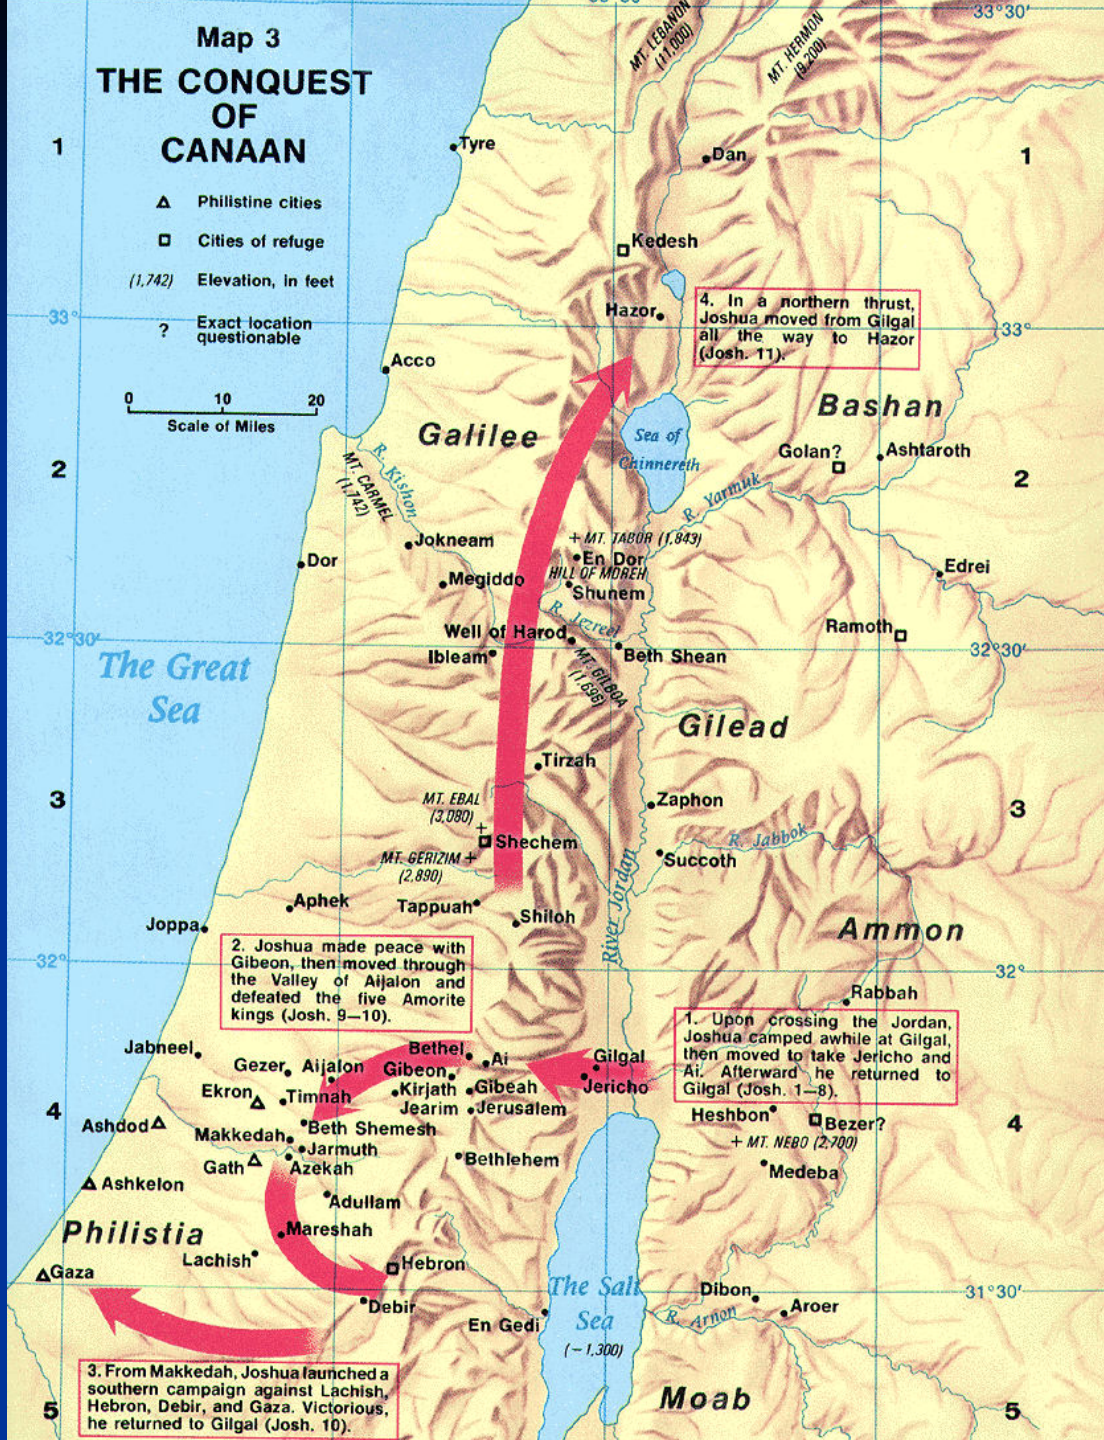 Map 3
THE CONQUEST
OF
CANAAN
Philistine cities
Cities of refuge
(1,742) Elevation, in feet
? Exact location
questionable
0 10 20
Scale of Miles
33°30'
MT. LEBANON
(11,000)
MT. HERMON
(9,200)
1
Tyre
Dan
1
Kedesh
Hazor
4. In a northern thrust,
Joshua moved from Gilgal
all the way to Hazor
(Josh. 11).
33°
33°
Acco
Galilee
Bashan
Sea of
Chinnereth
Golan?
Ashtaroth
2
2
R. Kishon
MT. CARMEL
(1,742)
R. Yarmuk
Jokneam
+ MT. TABOR (1,843)
En Dor
HILL OF MOREH
Shunem
Dor
Megiddo
Edrei
R. Jezreel
Well of Harod
Ramoth
32°30'
32°30'
Ibleam
Beth Shean
MT. GILBOA
(1,696)
The Great
Sea
Gilead
Tirzah
3
3
MT. EBAL
(3,080)
+
Zaphon
Shechem
R. Jabbok
MT. GERIZIM +
(2,890)
Succoth
River Jordan
Aphek
Tappuah
Shiloh
Joppa
Ammon
32°
32°
2. Joshua made peace with
Gibeon, then moved through
the Valley of Aijalon and
defeated the five Amorite
kings (Josh. 9–10).
Rabbah
1. Upon crossing the Jordan,
Joshua camped awhile at Gilgal,
then moved to take Jericho and
Ai. Afterward he returned to
Gilgal (Josh. 1–8).
Jabneel
Bethel
Ai
Gilgal
Gezer
Aijalon
Gibeon
Jericho
Ekron
Timnah
Kirjath
Jearim
Gibeah
Jerusalem
4
4
Ashdod
Beth Shemesh
Heshbon
Bezer?
Makkedah
+ MT. NEBO (2,700)
Jarmuth
Gath
Azekah
Bethlehem
Medeba
Ashkelon
Adullam
Philistia
Mareshah
Lachish
Hebron
Gaza
Debir
En Gedi
The Salt
Sea
(−1,300)
Dibon
31°30'
Aroer
R. Arnon
3. From Makkedah, Joshua launched a
southern campaign against Lachish,
Hebron, Debir, and Gaza. Victorious,
he returned to Gilgal (Josh. 10).
Moab
5
5